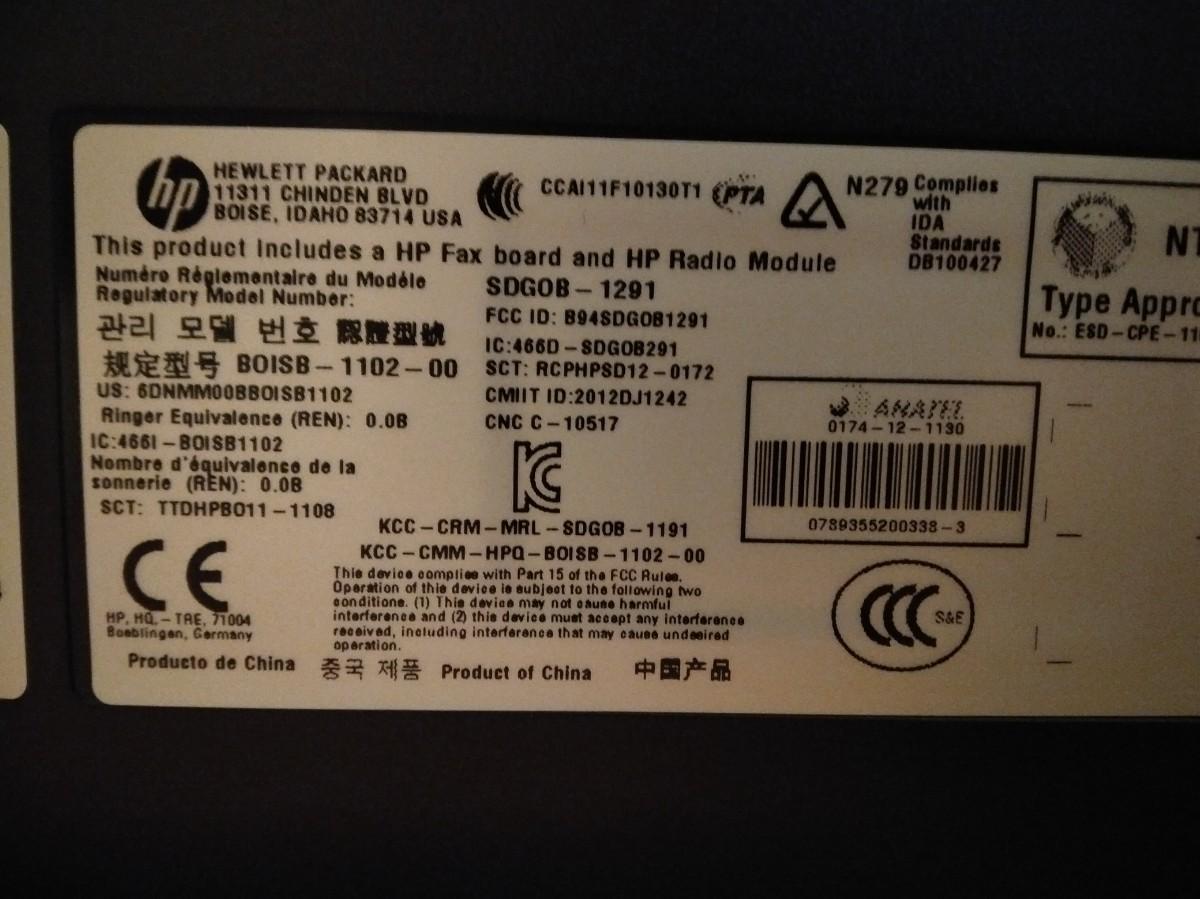 hp
HEWLETT PACKARD
11311 CHINDEN BLVD
BOISE, IDAHO 83714 USA
CCAI11F10130T1
PTA
N279
Complies
with
IDA
Standards
DB100427
This product includes a HP Fax board and HP Radio Module
Numéro Réglementaire du Modéle
Regulatory Model Number:
관리 모델 번호 認證型號
规定型号 BOISB-1102-00
US: 6DNMM00BBOISB1102
Ringer Equivalence (REN): 0.0B
IC:466I-BOISB1102
Nombre d'équivalence de la
sonnerie (REN): 0.0B
SCT: TTDHPBO11-1108
SDGOB-1291
FCC ID: B94SDGOB1291
IC:466D-SDGOB291
SCT: RCPHPSD12-0172
CMIIT ID:2012DJ1242
CNC C-10517
KCC-CRM-MRL-SDGOB-1191
KCC-CMM-HPQ-BOISB-1102-00
CE
HP, HQ.-TRE, 71004
Boeblingen, Germany
This device complies with Part 15 of the FCC Rules.
Operation of this device is subject to the following two
conditions. (1) This device may not cause harmful
interference and (2) this device must accept any interference
received, including interference that may cause undesired
operation.
Producto de China 중국 제품 Product of China 中国产品
NT
Type Appro
No.: ESD-CPE-11
ANATEL
0174-12-1130
0789355200338-3
CCC S&E